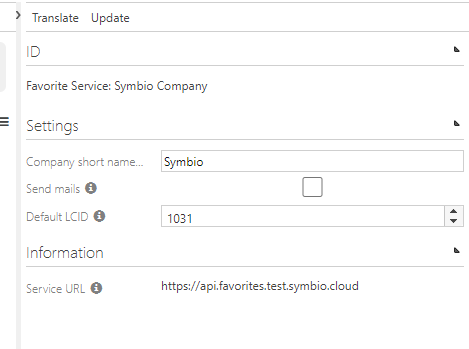 Translate Update
ID
Favorite Service: Symbio Company
Settings
Company short name... Symbio
Send mails
Default LCID 1031
Information
Service URL https://api.favorites.test.symbio.cloud